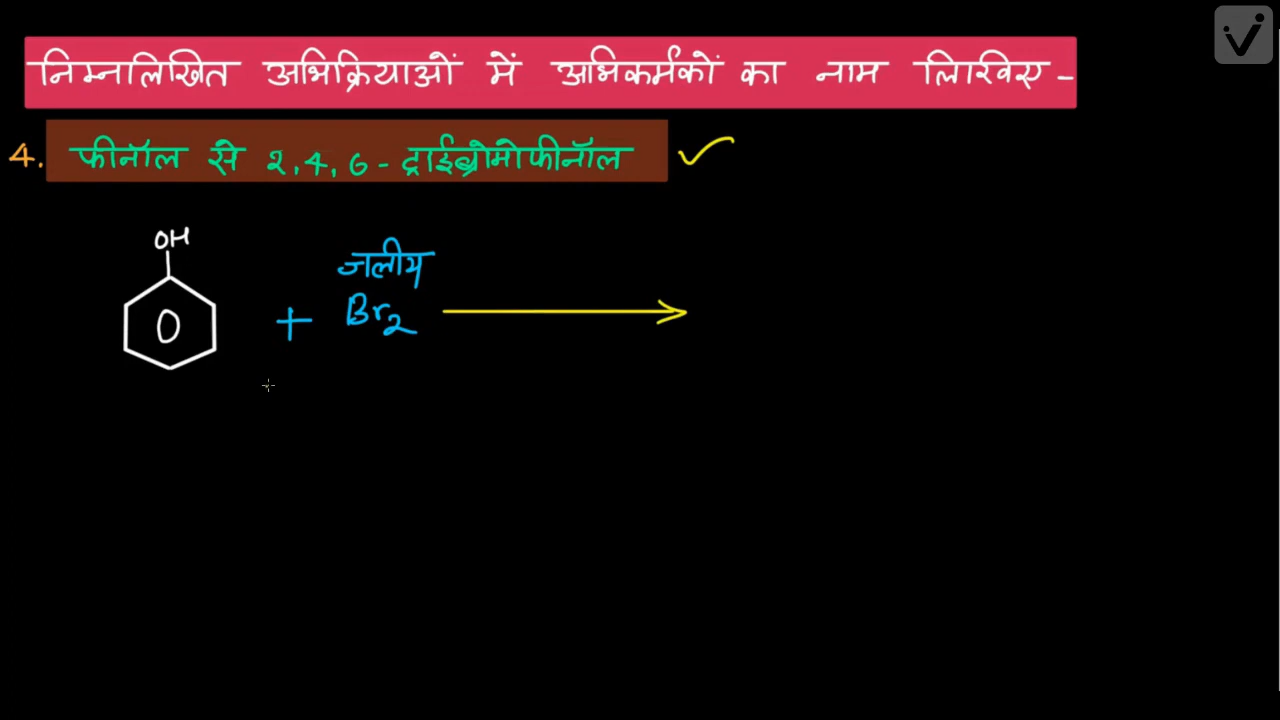 निम्नलिखित अभिक्रियाओं में अभिकर्मकों का नाम लिखिए -
4. फीनॉल से 2,4,6 - ट्राईब्रोमोफीनॉल
OH
जलीय
+ Br2